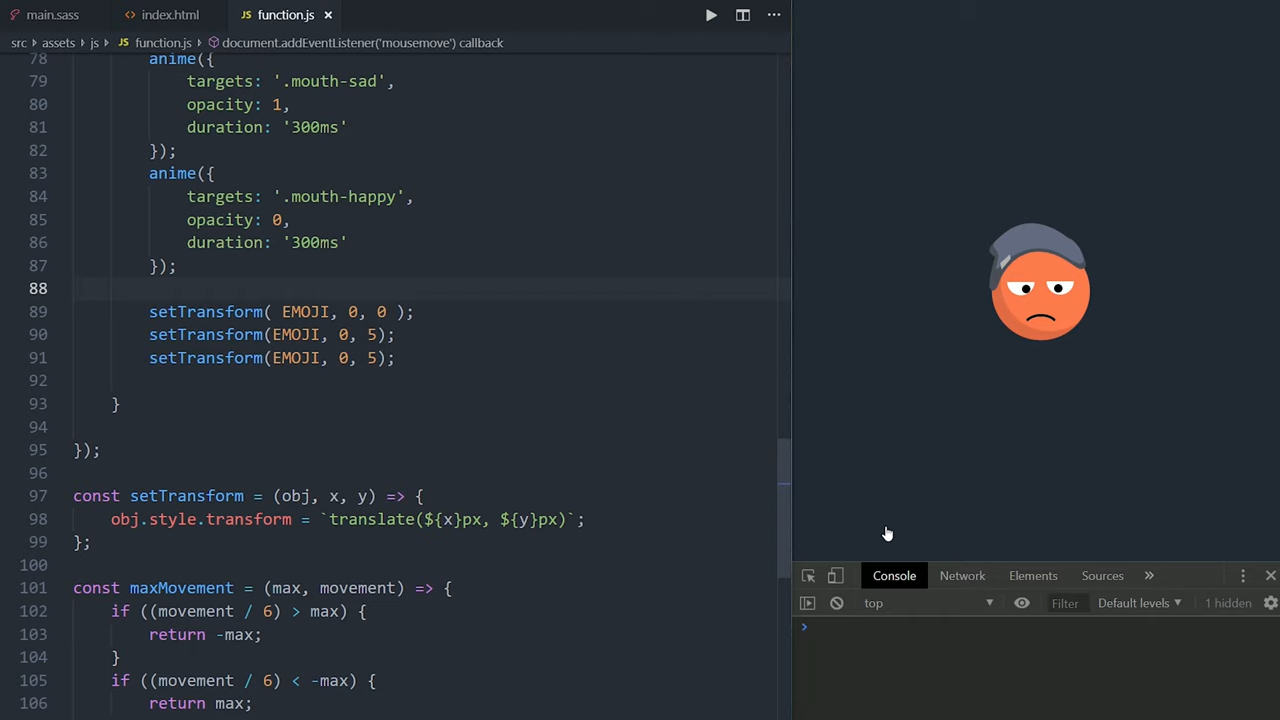 main.sass index.html function.js
src assets js function.js document.addEventListener('mousemove') callback
78 anime({
79 targets: '.mouth-sad',
80 opacity: 1,
81 duration: '300ms'
82 });
83 anime({
84 targets: '.mouth-happy',
85 opacity: 0,
86 duration: '300ms'
87 });
88
89 setTransform( EMOJI, 0, 0 );
90 setTransform(EMOJI, 0, 5);
91 setTransform(EMOJI, 0, 5);
92
93 }
94
95 });
96
97 const setTransform = (obj, x, y) => {
98 obj.style.transform = `translate(${x}px, ${y}px)`;
99 };
100
101 const maxMovement = (max, movement) => {
102 if ((movement / 6) > max) {
103 return -max;
104 }
105 if ((movement / 6) < -max) {
106 return max;
Console Network Elements Sources
top Filter Default levels 1 hidden